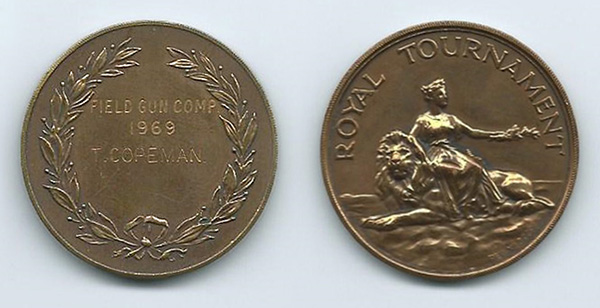 FIELD GUN COMP
1969
T. COPEMAN.
ROYAL TOURNAMENT